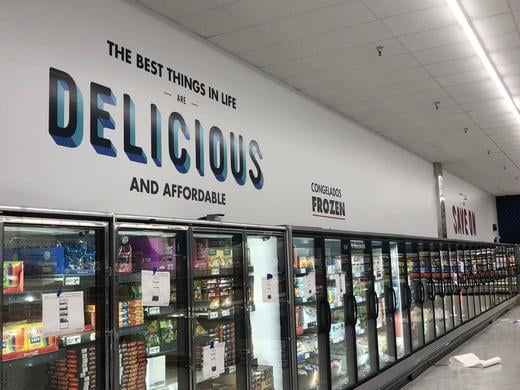 THE BEST THINGS IN LIFE
ARE
DELICIOUS
AND AFFORDABLE
CONGELADOS
FROZEN
SAVE ON